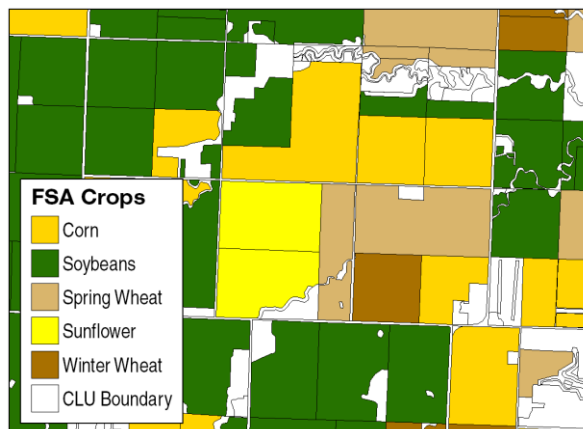 FSA Crops
Corn
Soybeans
Spring Wheat
Sunflower
Winter Wheat
CLU Boundary